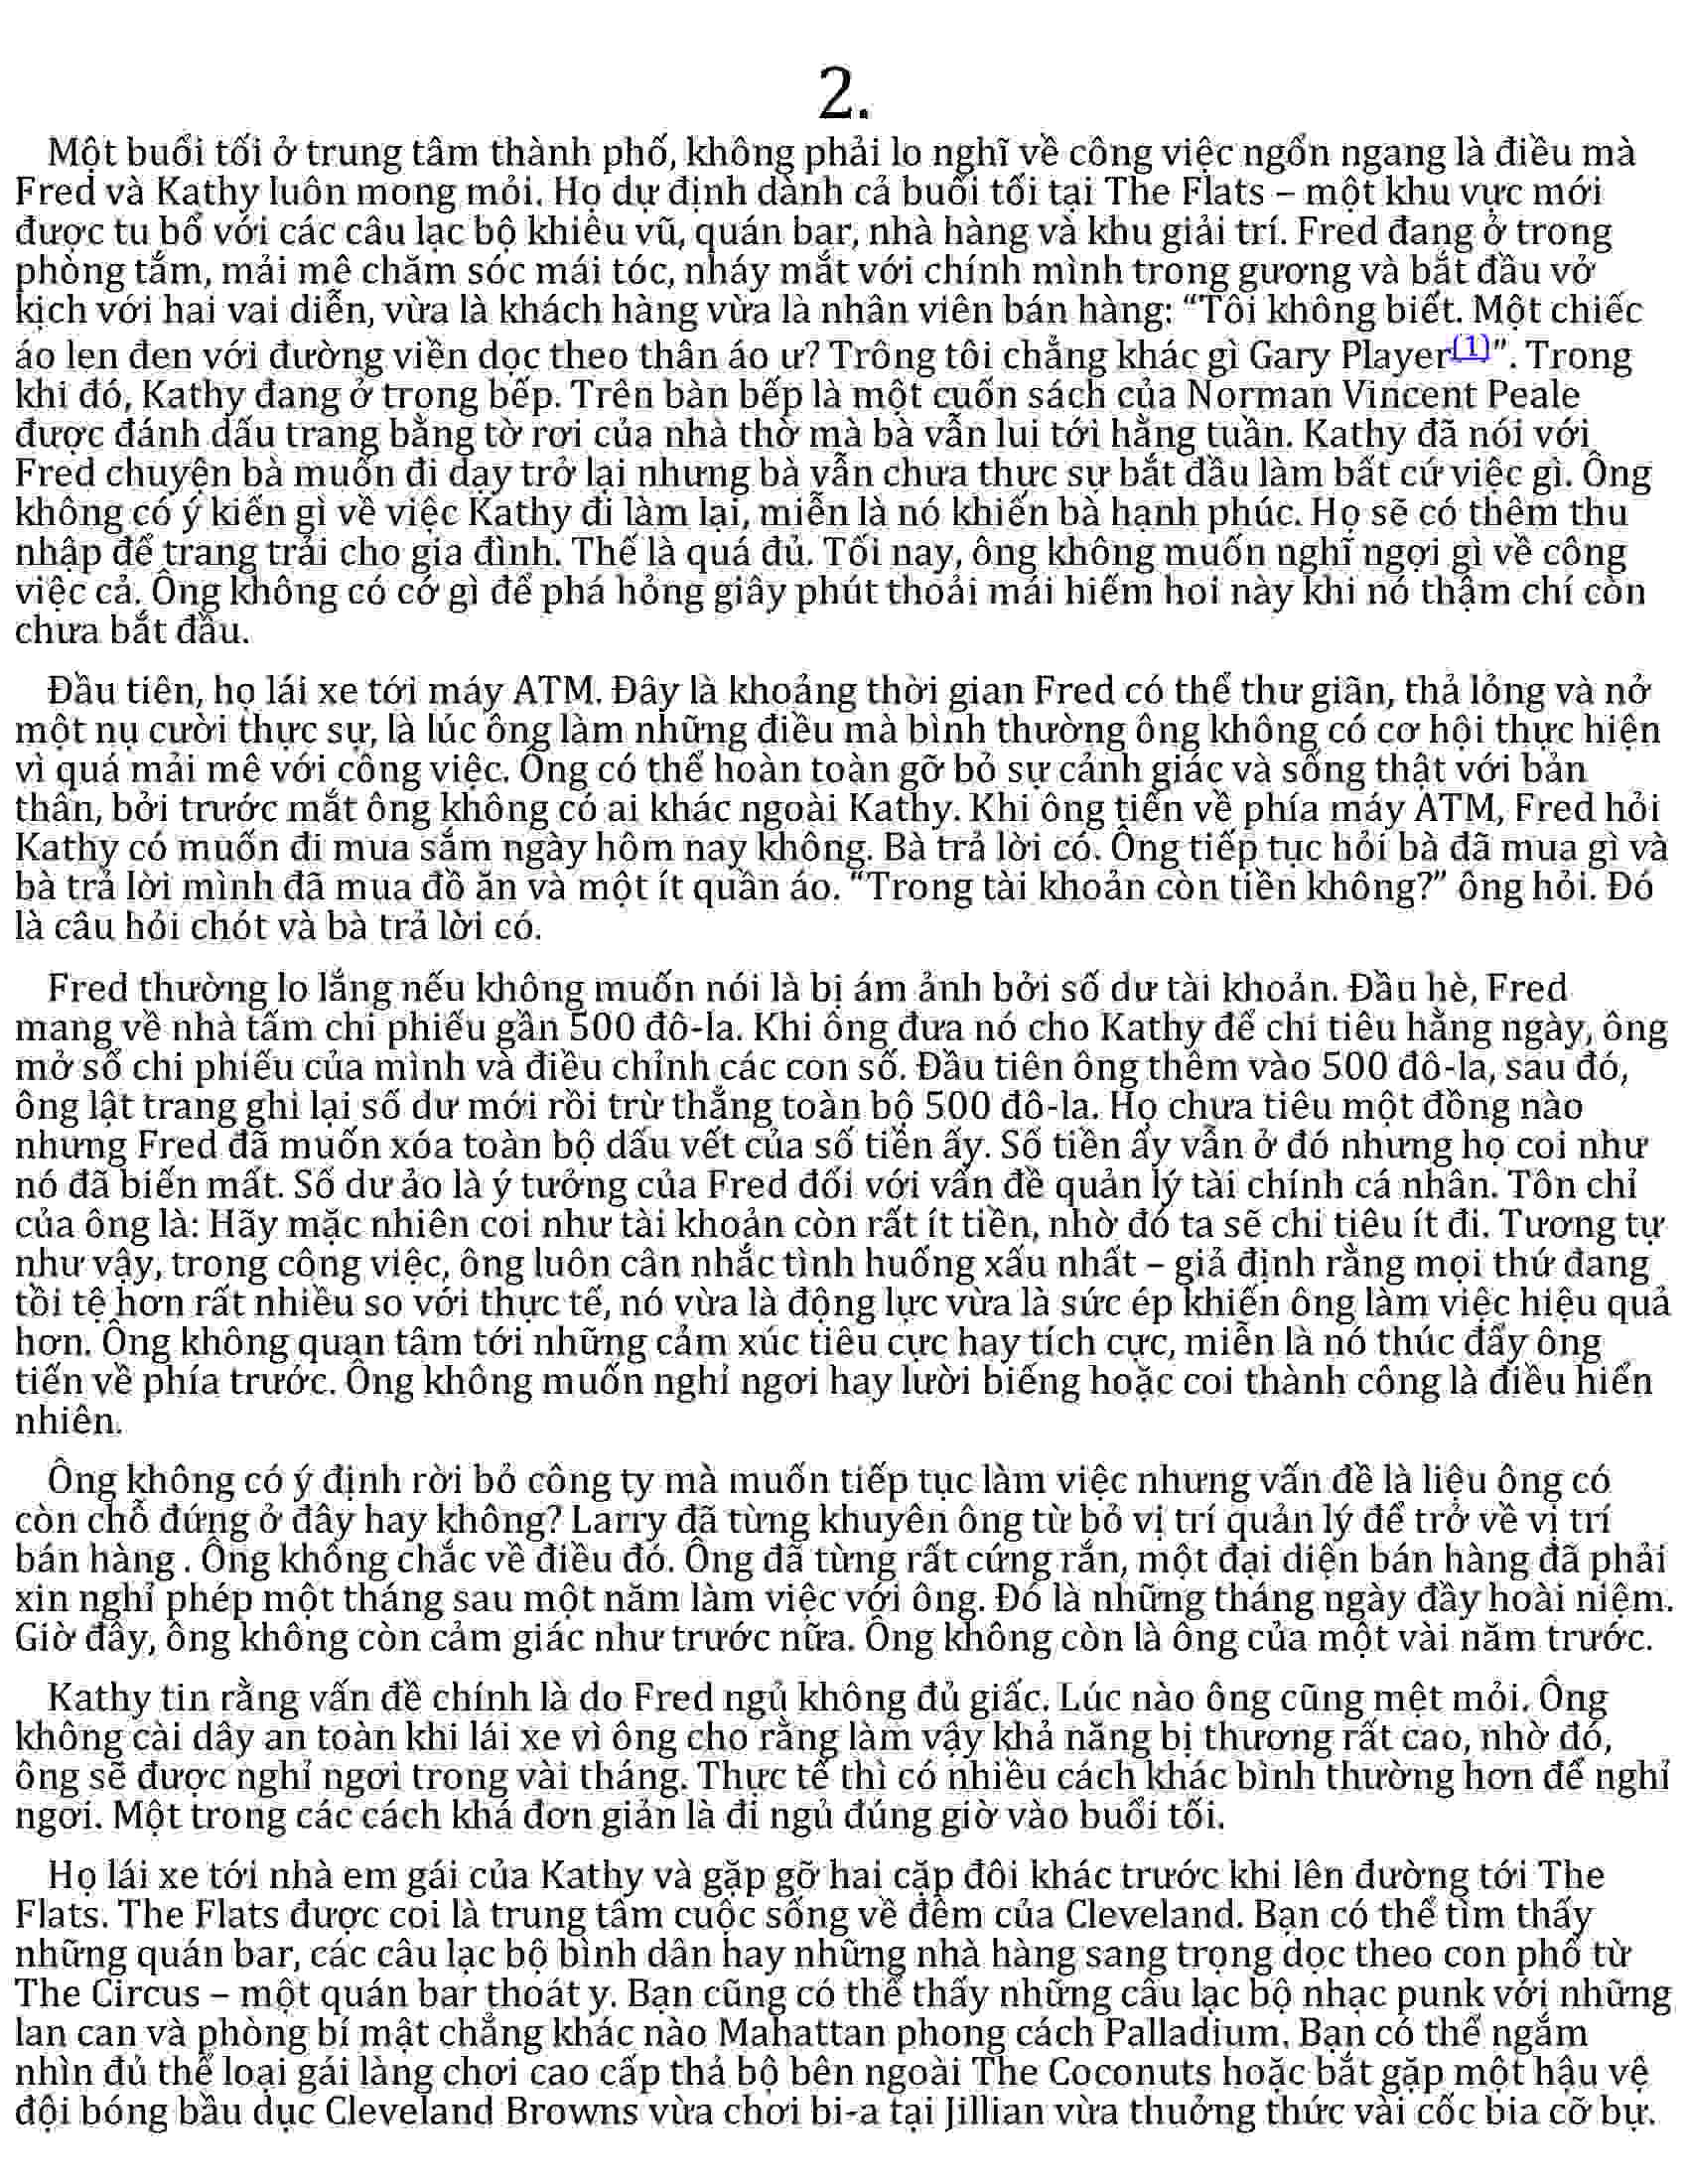 2.
Một buổi tối ở trung tâm thành phố, không phải lo nghĩ về công việc ngổn ngang là điều mà
Fred và Kathy luôn mong mỏi. Họ dự định dành cả buổi tối tại The Flats – một khu vực mới
được tu bổ với các câu lạc bộ khiêu vũ, quán bar, nhà hàng và khu giải trí. Fred đang ở trong
phòng tắm, mải mê chăm sóc mái tóc, nháy mắt với chính mình trong gương và bắt đầu vở
kịch với hai vai diễn, vừa là khách hàng vừa là nhân viên bán hàng: “Tôi không biết. Một chiếc
áo len đen với đường viền dọc theo thân áo ư? Trông tôi chẳng khác gì Gary Player(1)”. Trong
khi đó, Kathy đang ở trong bếp. Trên bàn bếp là một cuốn sách của Norman Vincent Peale
được đánh dấu trang bằng tờ rơi của nhà thờ mà bà vẫn lui tới hằng tuần. Kathy đã nói với
Fred chuyện bà muốn đi dạy trở lại nhưng bà vẫn chưa thực sự bắt đầu làm bất cứ việc gì. Ông
không có ý kiến gì về việc Kathy đi làm lại, miễn là nó khiến bà hạnh phúc. Họ sẽ có thêm thu
nhập để trang trải cho gia đình. Thế là quá đủ. Tối nay, ông không muốn nghĩ ngợi gì về công
việc cả. Ông không có cớ gì để phá hỏng giây phút thoải mái hiếm hoi này khi nó thậm chí còn
chưa bắt đầu.
Đầu tiên, họ lái xe tới máy ATM. Đây là khoảng thời gian Fred có thể thư giãn, thả lỏng và nở
một nụ cười thực sự, là lúc ông làm những điều mà bình thường ông không có cơ hội thực hiện
vì quá mải mê với công việc. Ông có thể hoàn toàn gỡ bỏ sự cảnh giác và sống thật với bản
thân, bởi trước mắt ông không có ai khác ngoài Kathy. Khi ông tiến về phía máy ATM, Fred hỏi
Kathy có muốn đi mua sắm ngày hôm nay không. Bà trả lời có. Ông tiếp tục hỏi bà đã mua gì và
bà trả lời mình đã mua đồ ăn và một ít quần áo. “Trong tài khoản còn tiền không?” ông hỏi. Đó
là câu hỏi chót và bà trả lời có.
Fred thường lo lắng nếu không muốn nói là bị ám ảnh bởi số dư tài khoản. Đầu hè, Fred
mang về nhà tấm chi phiếu gần 500 đô-la. Khi ông đưa nó cho Kathy để chi tiêu hằng ngày, ông
mở sổ chi phiếu của mình và điều chỉnh các con số. Đầu tiên ông thêm vào 500 đô-la, sau đó,
ông lật trang ghi lại số dư mới rồi trừ thẳng toàn bộ 500 đô-la. Họ chưa tiêu một đồng nào
nhưng Fred đã muốn xóa toàn bộ dấu vết của số tiền ấy. Số tiền ấy vẫn ở đó nhưng họ coi như
nó đã biến mất. Số dư ảo là ý tưởng của Fred đối với vấn đề quản lý tài chính cá nhân. Tôn chỉ
của ông là: Hãy mặc nhiên coi như tài khoản còn rất ít tiền, nhờ đó ta sẽ chi tiêu ít đi. Tương tự
như vậy, trong công việc, ông luôn cân nhắc tình huống xấu nhất – giả định rằng mọi thứ đang
tồi tệ hơn rất nhiều so với thực tế, nó vừa là động lực vừa là sức ép khiến ông làm việc hiệu quả
hơn. Ông không quan tâm tới những cảm xúc tiêu cực hay tích cực, miễn là nó thúc đẩy ông
tiến về phía trước. Ông không muốn nghỉ ngơi hay lười biếng hoặc coi thành công là điều hiển
nhiên.
Ông không có ý định rời bỏ công ty mà muốn tiếp tục làm việc nhưng vấn đề là liệu ông có
còn chỗ đứng ở đây hay không? Larry đã từng khuyên ông từ bỏ vị trí quản lý để trở về vị trí
bán hàng . Ông không chắc về điều đó. Ông đã từng rất cứng rắn, một đại diện bán hàng đã phải
xin nghỉ phép một tháng sau một năm làm việc với ông. Đó là những tháng ngày đầy hoài niệm.
Giờ đây, ông không còn cảm giác như trước nữa. Ông không còn là ông của một vài năm trước.
Kathy tin rằng vấn đề chính là do Fred ngủ không đủ giấc. Lúc nào ông cũng mệt mỏi. Ông
không cài dây an toàn khi lái xe vì ông cho rằng làm vậy khả năng bị thương rất cao, nhờ đó,
ông sẽ được nghỉ ngơi trong vài tháng. Thực tế thì có nhiều cách khác bình thường hơn để nghỉ
ngơi. Một trong các cách khá đơn giản là đi ngủ đúng giờ vào buổi tối.
Họ lái xe tới nhà em gái của Kathy và gặp gỡ hai cặp đôi khác trước khi lên đường tới The
Flats. The Flats được coi là trung tâm cuộc sống về đêm của Cleveland. Bạn có thể tìm thấy
những quán bar, các câu lạc bộ bình dân hay những nhà hàng sang trọng dọc theo con phố từ
The Circus – một quán bar thoát y. Bạn cũng có thể thấy những câu lạc bộ nhạc punk với những
lan can và phòng bí mật chẳng khác nào Mahattan phong cách Palladium. Bạn có thể ngắm
nhìn đủ thể loại gái làng chơi cao cấp thả bộ bên ngoài The Coconuts hoặc bắt gặp một hậu vệ
đội bóng bầu dục Cleveland Browns vừa chơi bi-a tại Jillian vừa thưởng thức vài cốc bia cỡ bự.